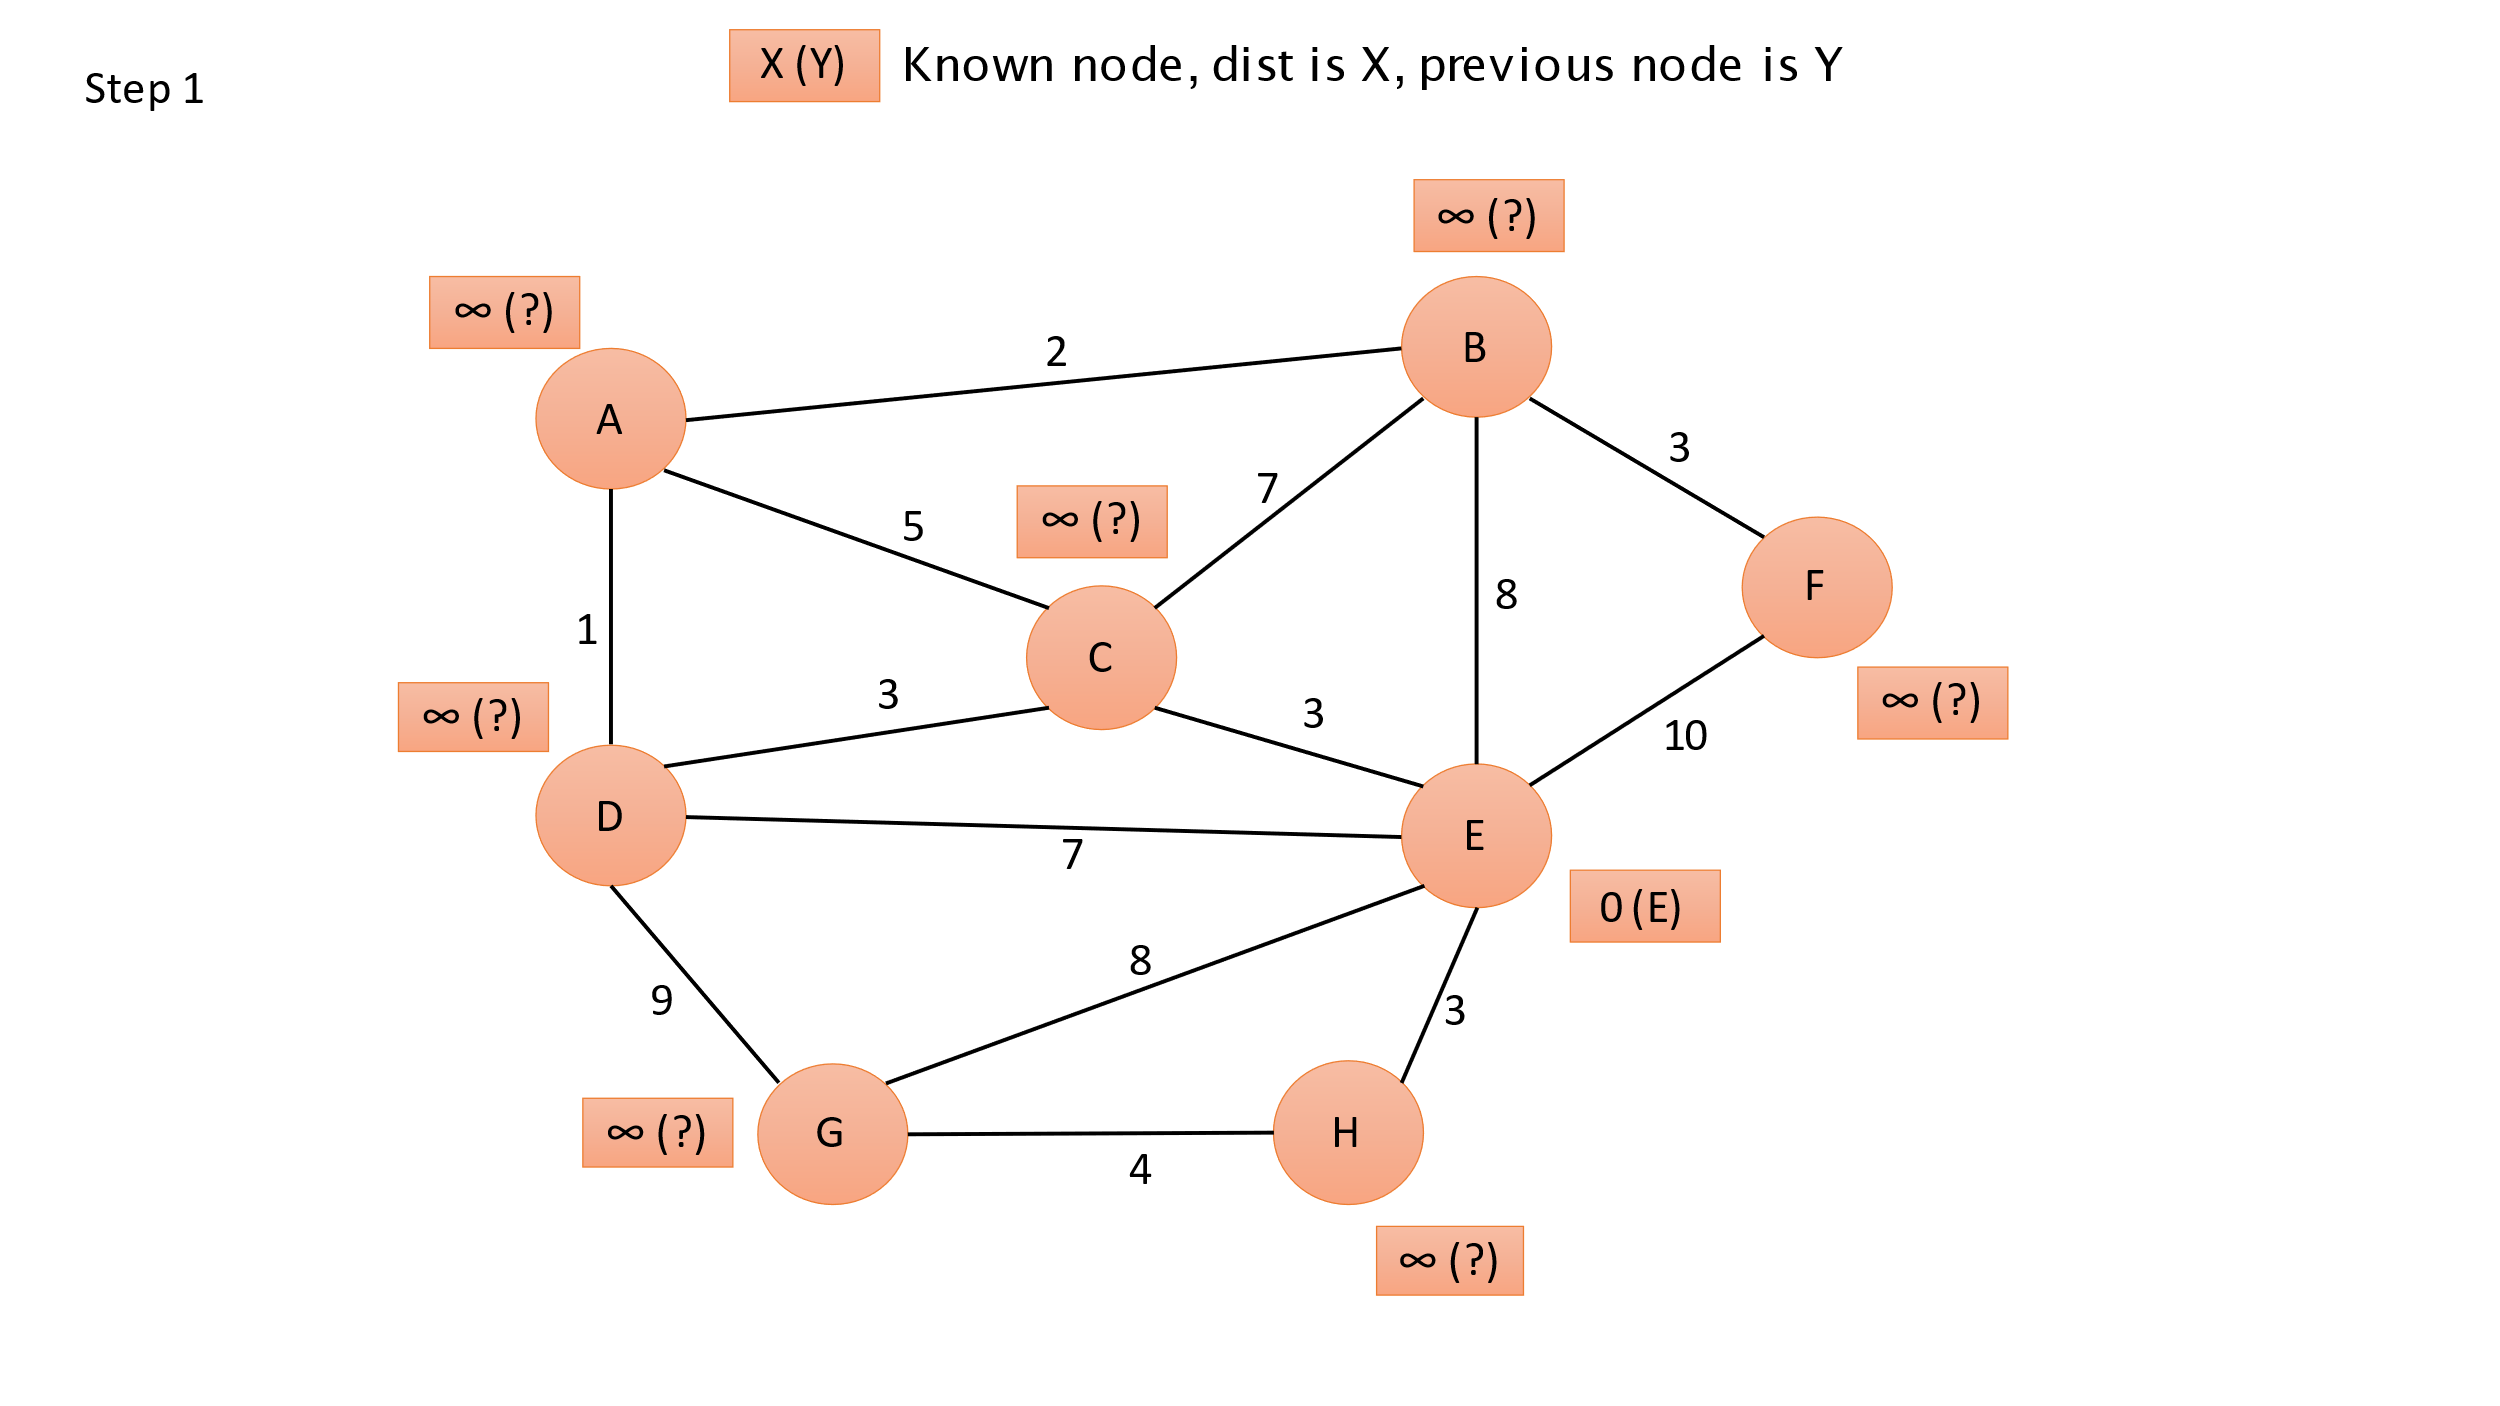 X (Y) Known node, dist is X, previous node is Y
Step 1
∞ (?)
∞ (?)
B
2
A
3
7
∞ (?)
5
8
F
1
C
3
∞ (?)
3
∞ (?)
10
D
E
7
0 (E)
8
9
3
∞ (?)
G
H
4
∞ (?)